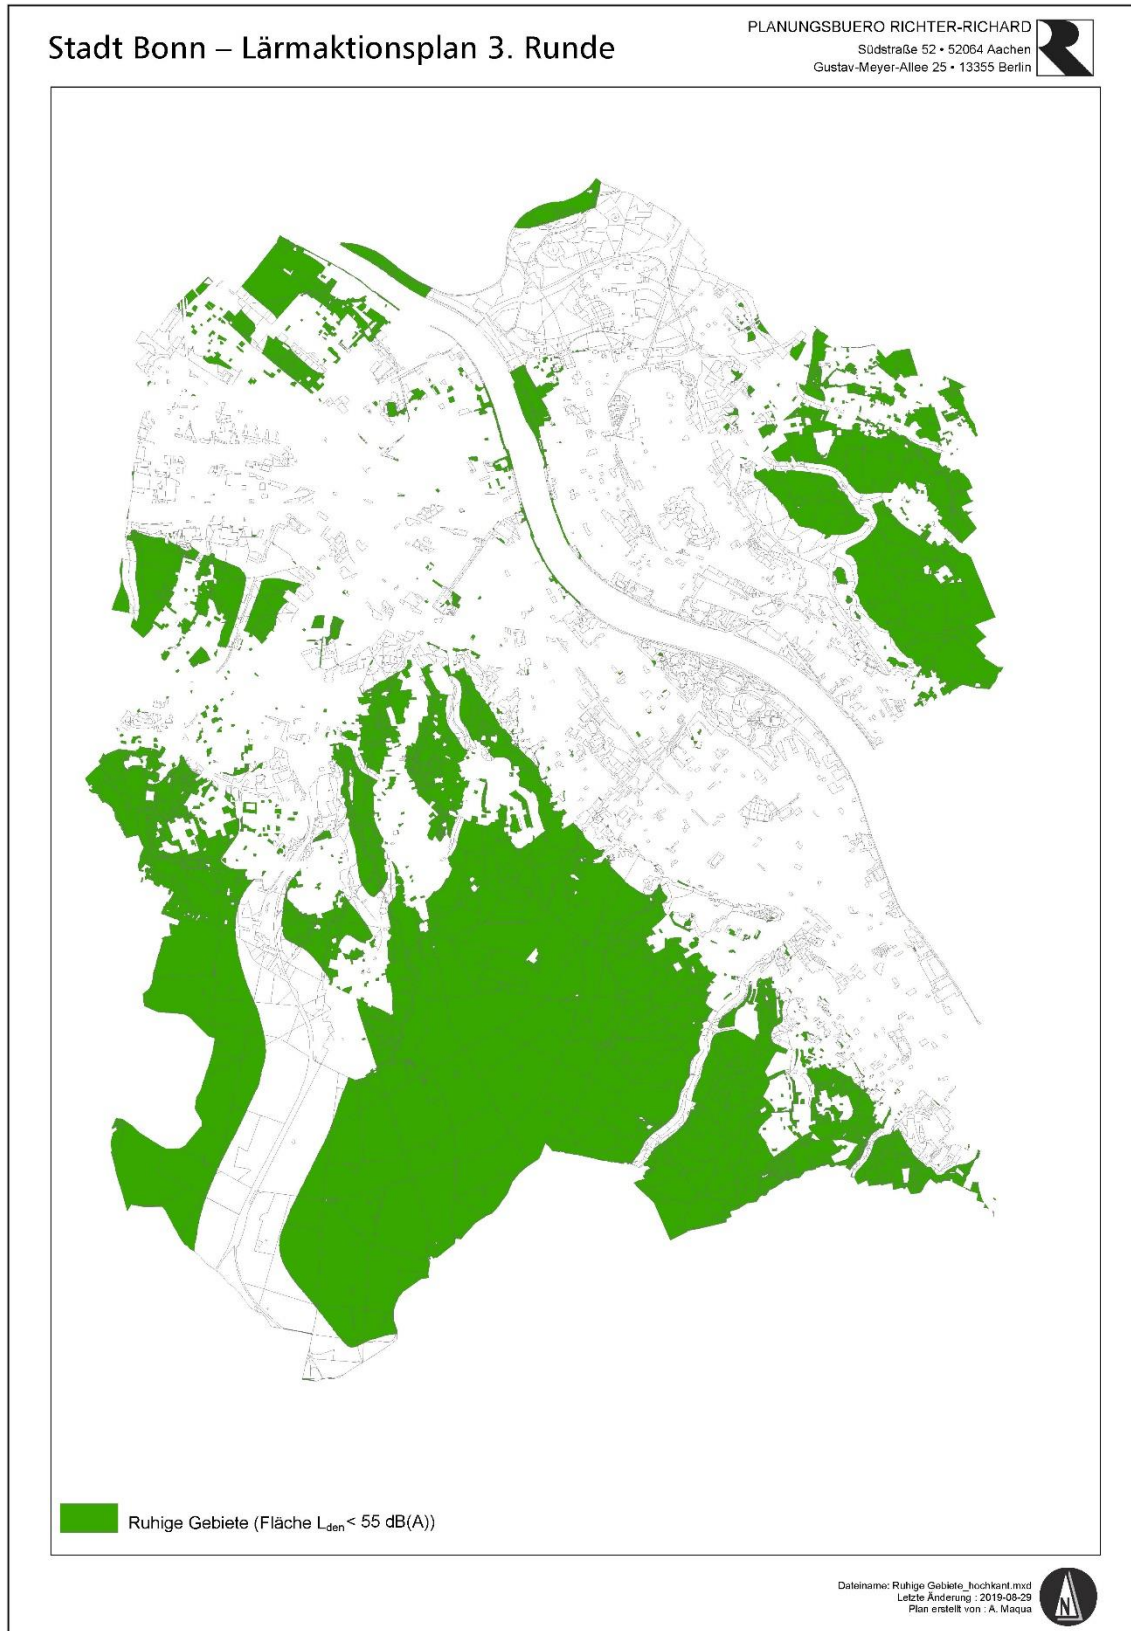 Stadt Bonn – Lärmaktionsplan 3. Runde
PLANUNGSBUERO RICHTER-RICHARD
Südstraße 52 • 52064 Aachen
Gustav-Meyer-Allee 25 • 13355 Berlin
Ruhige Gebiete (Fläche Lden < 55 dB(A))
Dateiname: Ruhige Gebiete_hochkant.mxd
Letzte Änderung : 2019-08-29
Plan erstellt von : A. Maqua
N